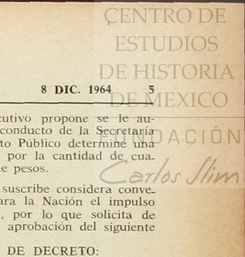 CENTRO DE
ESTUDIOS
DE HISTORIA
DE MEXICO
FUNDACIÓN
Carlos Slim
8 DIC. 1964 5
cutivo propone se le au-
conducto de la Secretaría
to Público determine una
por la cantidad de cua-
e pesos.
suscribe considera conve-
ara la Nación el impulso
, por lo que solicita de
aprobación del siguiente
DE DECRETO: